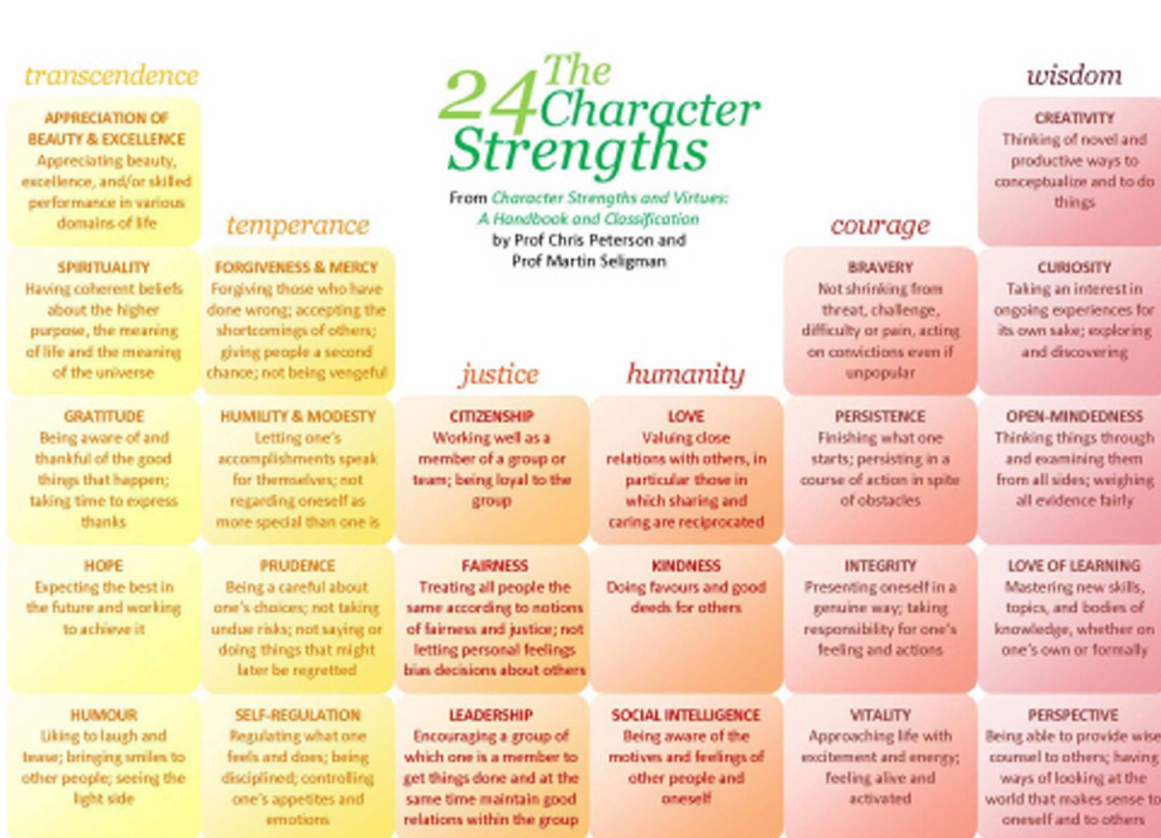 The
24 Character
Strengths
From Character Strengths and Virtues:
A Handbook and Classification
by Prof Chris Peterson and
Prof Martin Seligman
transcendence
APPRECIATION OF
BEAUTY & EXCELLENCE
Appreciating beauty,
excellence, and/or skilled
performance in various
domains of life
SPIRITUALITY
Having coherent beliefs
about the higher
purpose, the meaning
of life and the meaning
of the universe
GRATITUDE
Being aware of and
thankful of the good
things that happen;
taking time to express
thanks
HOPE
Expecting the best in
the future and working
to achieve it
HUMOUR
Liking to laugh and
tease; bringing smiles to
other people; seeing the
light side
temperance
FORGIVENESS & MERCY
Forgiving those who have
done wrong; accepting the
shortcomings of others;
giving people a second
chance; not being vengeful
HUMILITY & MODESTY
Letting one's
accomplishments speak
for themselves; not
regarding oneself as
more special than one is
PRUDENCE
Being a careful about
one's choices; not taking
undue risks; not saying or
doing things that might
later be regretted
SELF-REGULATION
Regulating what one
feels and does; being
disciplined; controlling
one's appetites and
emotions
justice
CITIZENSHIP
Working well as a
member of a group or
team; being loyal to the
group
FAIRNESS
Treating all people the
same according to notions
of fairness and justice; not
letting personal feelings
bias decisions about others
LEADERSHIP
Encouraging a group of
which one is a member to
get things done and at the
same time maintain good
relations within the group
humanity
LOVE
Valuing close
relations with others, in
particular those in
which sharing and
caring are reciprocated
KINDNESS
Doing favours and good
deeds for others
SOCIAL INTELLIGENCE
Being aware of the
motives and feelings of
other people and
oneself
courage
BRAVERY
Not shrinking from
threat, challenge,
difficulty or pain, acting
on convictions even if
unpopular
PERSISTENCE
Finishing what one
starts; persisting in a
course of action in spite
of obstacles
INTEGRITY
Presenting oneself in a
genuine way; taking
responsibility for one's
feeling and actions
VITALITY
Approaching life with
excitement and energy;
feeling alive and
activated
wisdom
CREATIVITY
Thinking of novel and
productive ways to
conceptualize and to do
things
CURIOSITY
Taking an interest in
ongoing experiences for
its own sake; exploring
and discovering
OPEN-MINDEDNESS
Thinking things through
and examining them
from all sides; weighing
all evidence fairly
LOVE OF LEARNING
Mastering new skills,
topics, and bodies of
knowledge, whether on
one's own or formally
PERSPECTIVE
Being able to provide wise
counsel to others; having
ways of looking at the
world that makes sense to
oneself and to others